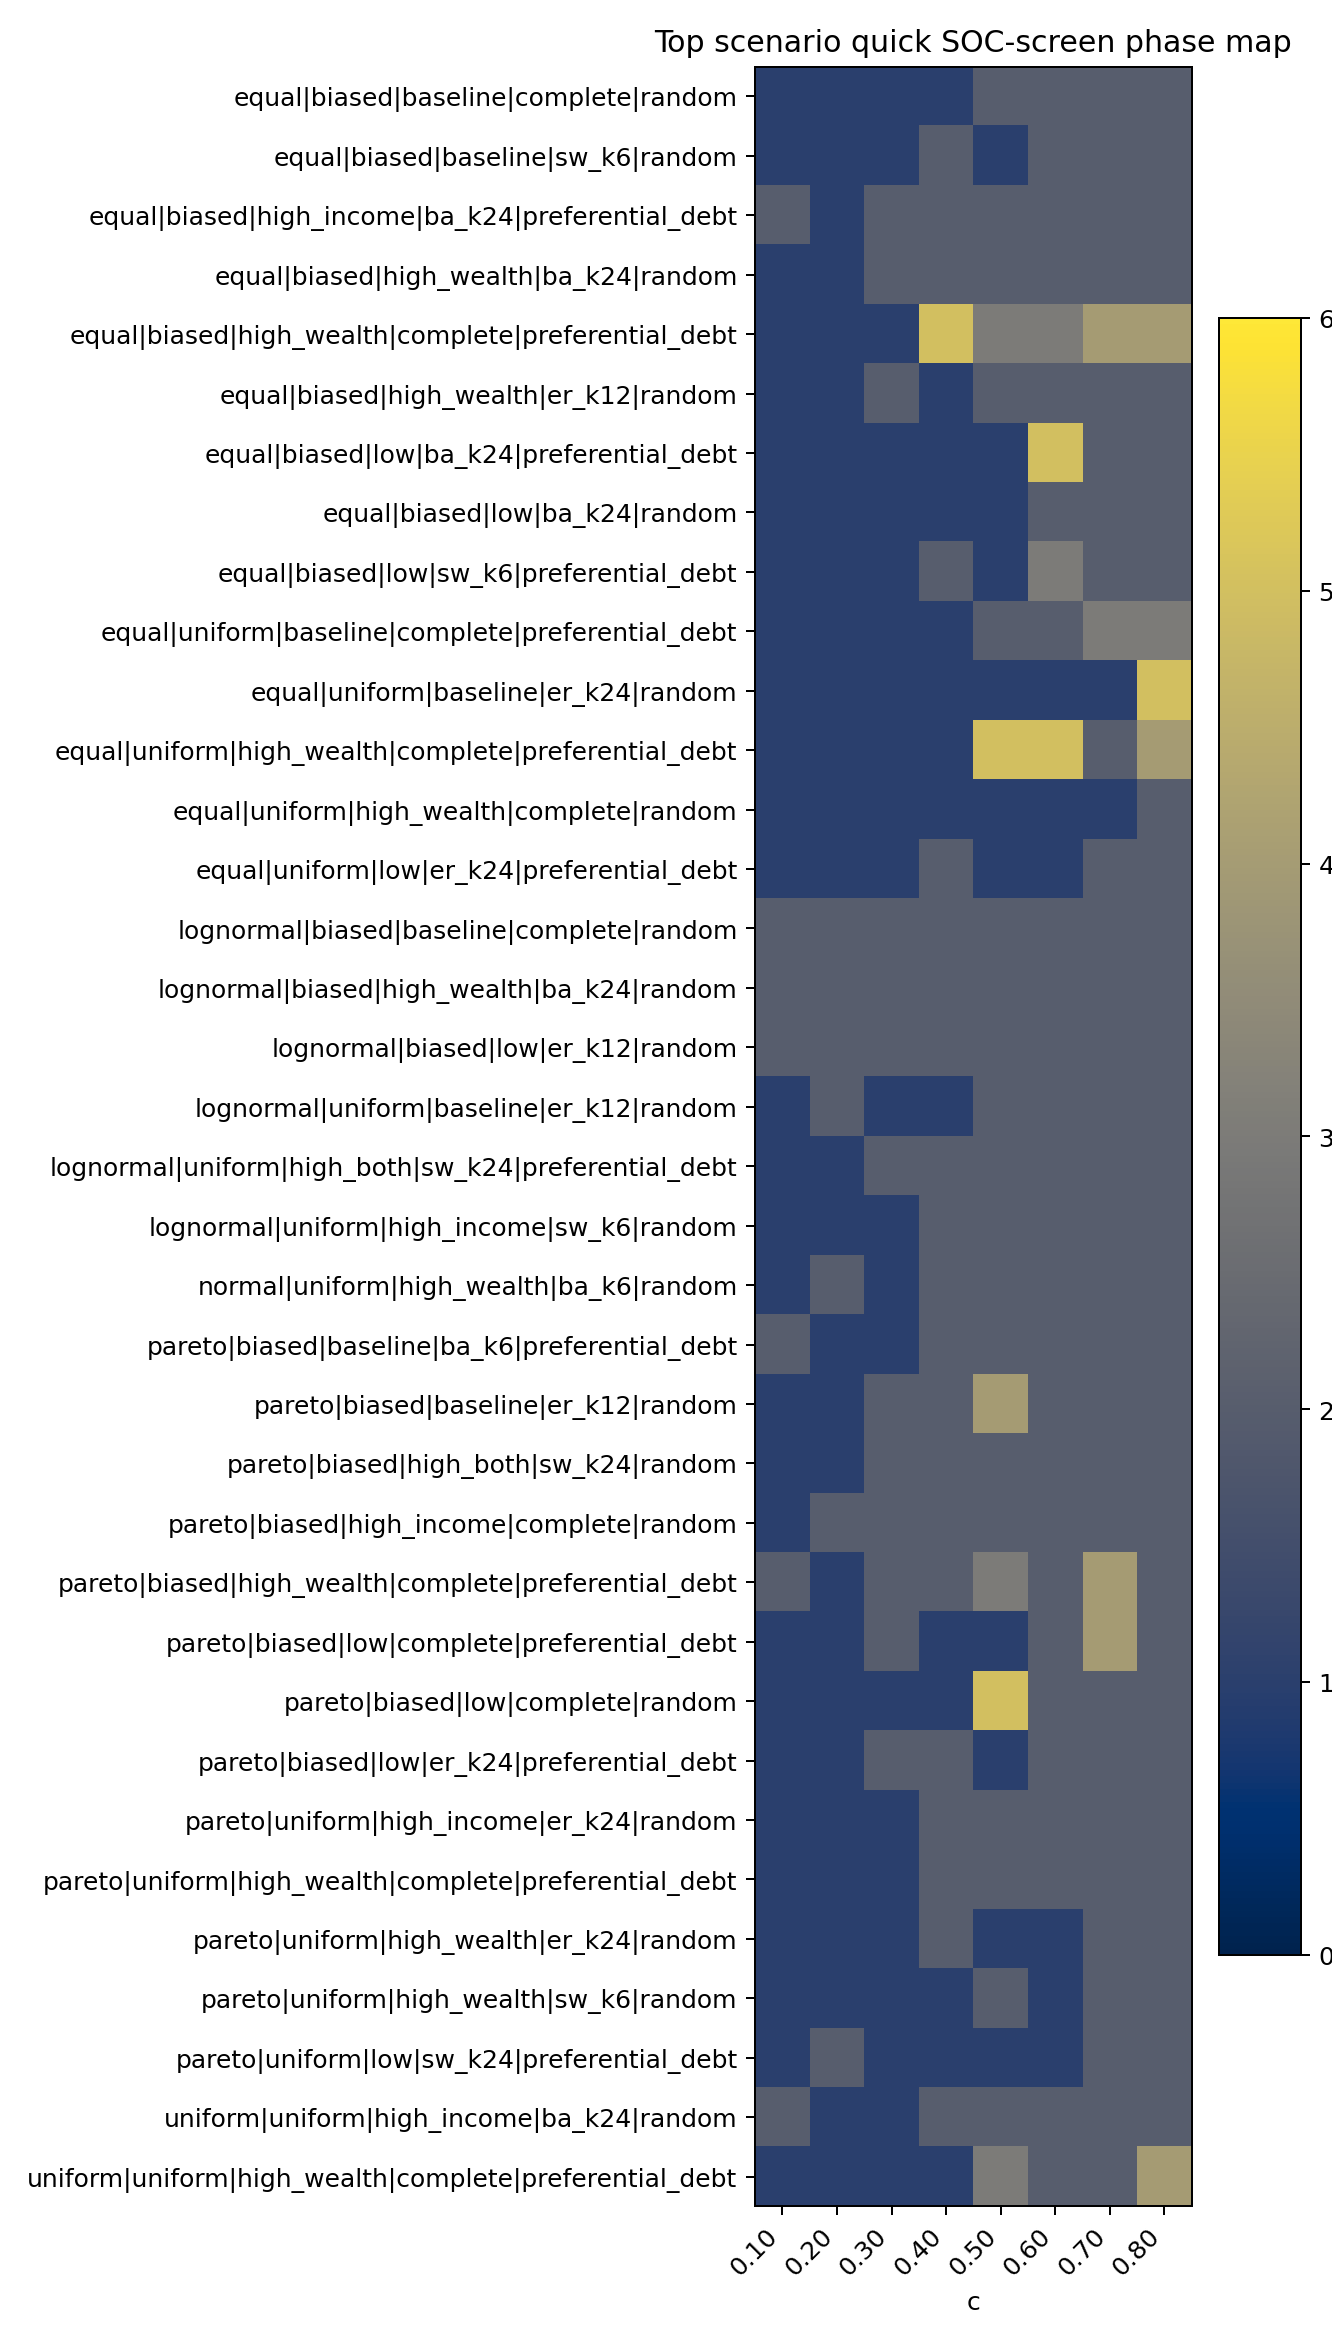 Top scenario quick SOC-screen phase map
equal|biased|baseline|complete|random
equal|biased|baseline|sw_k6|random
equal|biased|high_income|ba_k24|preferential_debt
equal|biased|high_wealth|ba_k24|random
equal|biased|high_wealth|complete|preferential_debt
equal|biased|high_wealth|er_k12|random
equal|biased|low|ba_k24|preferential_debt
equal|biased|low|ba_k24|random
equal|biased|low|sw_k6|preferential_debt
equal|uniform|baseline|complete|preferential_debt
equal|uniform|baseline|er_k24|random
equal|uniform|high_wealth|complete|preferential_debt
equal|uniform|high_wealth|complete|random
equal|uniform|low|er_k24|preferential_debt
lognormal|biased|baseline|complete|random
lognormal|biased|high_wealth|ba_k24|random
lognormal|biased|low|er_k12|random
lognormal|uniform|baseline|er_k12|random
lognormal|uniform|high_both|sw_k24|preferential_debt
lognormal|uniform|high_income|sw_k6|random
normal|uniform|high_wealth|ba_k6|random
pareto|biased|baseline|ba_k6|preferential_debt
pareto|biased|baseline|er_k12|random
pareto|biased|high_both|sw_k24|random
pareto|biased|high_income|complete|random
pareto|biased|high_wealth|complete|preferential_debt
pareto|biased|low|complete|preferential_debt
pareto|biased|low|complete|random
pareto|biased|low|er_k24|preferential_debt
pareto|uniform|high_income|er_k24|random
pareto|uniform|high_wealth|complete|preferential_debt
pareto|uniform|high_wealth|er_k24|random
pareto|uniform|high_wealth|sw_k6|random
pareto|uniform|low|sw_k24|preferential_debt
uniform|uniform|high_income|ba_k24|random
uniform|uniform|high_wealth|complete|preferential_debt
0.10 0.20 0.30 0.40 0.50 0.60 0.70 0.80
c
6
5
4
3
2
1
0